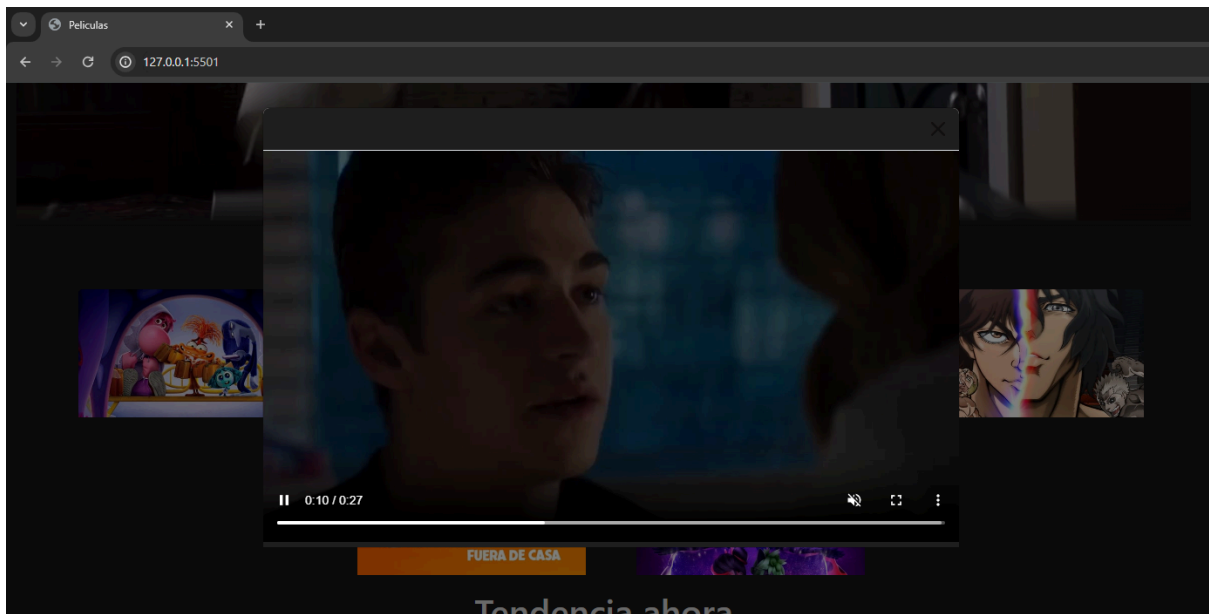 Peliculas
127.0.0.1:5501
0:10 / 0:27
FUERA DE CASA
Tendencia ahora